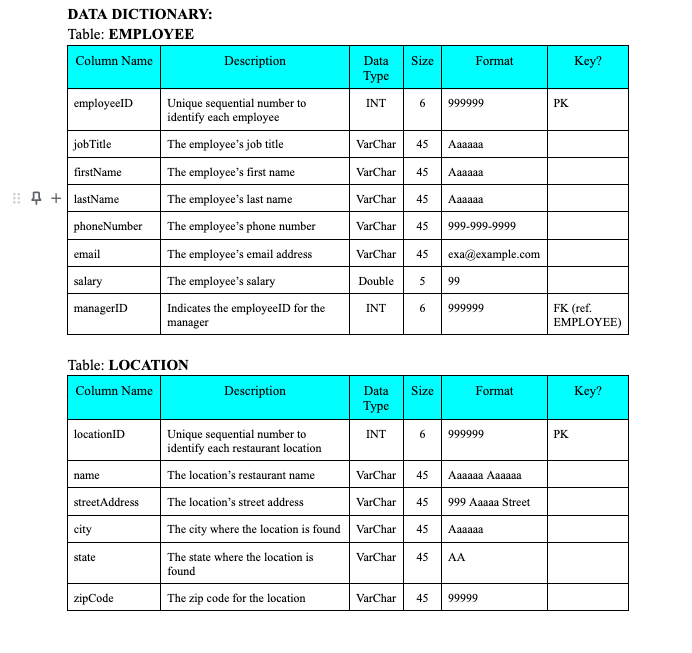 DATA DICTIONARY:
Table: EMPLOYEE
Column Name Description Data Type Size Format Key?
employeeID Unique sequential number to identify each employee INT 6 999999 PK
jobTitle The employee’s job title VarChar 45 Aaaaaa
firstName The employee’s first name VarChar 45 Aaaaaa
lastName The employee’s last name VarChar 45 Aaaaaa
phoneNumber The employee’s phone number VarChar 45 999-999-9999
email The employee’s email address VarChar 45 exa@example.com
salary The employee’s salary Double 5 99
managerID Indicates the employeeID for the manager INT 6 999999 FK (ref. EMPLOYEE)
Table: LOCATION
Column Name Description Data Type Size Format Key?
locationID Unique sequential number to identify each restaurant location INT 6 999999 PK
name The location’s restaurant name VarChar 45 Aaaaaa Aaaaaa
streetAddress The location’s street address VarChar 45 999 Aaaaa Street
city The city where the location is found VarChar 45 Aaaaaa
state The state where the location is found VarChar 45 AA
zipCode The zip code for the location VarChar 45 99999